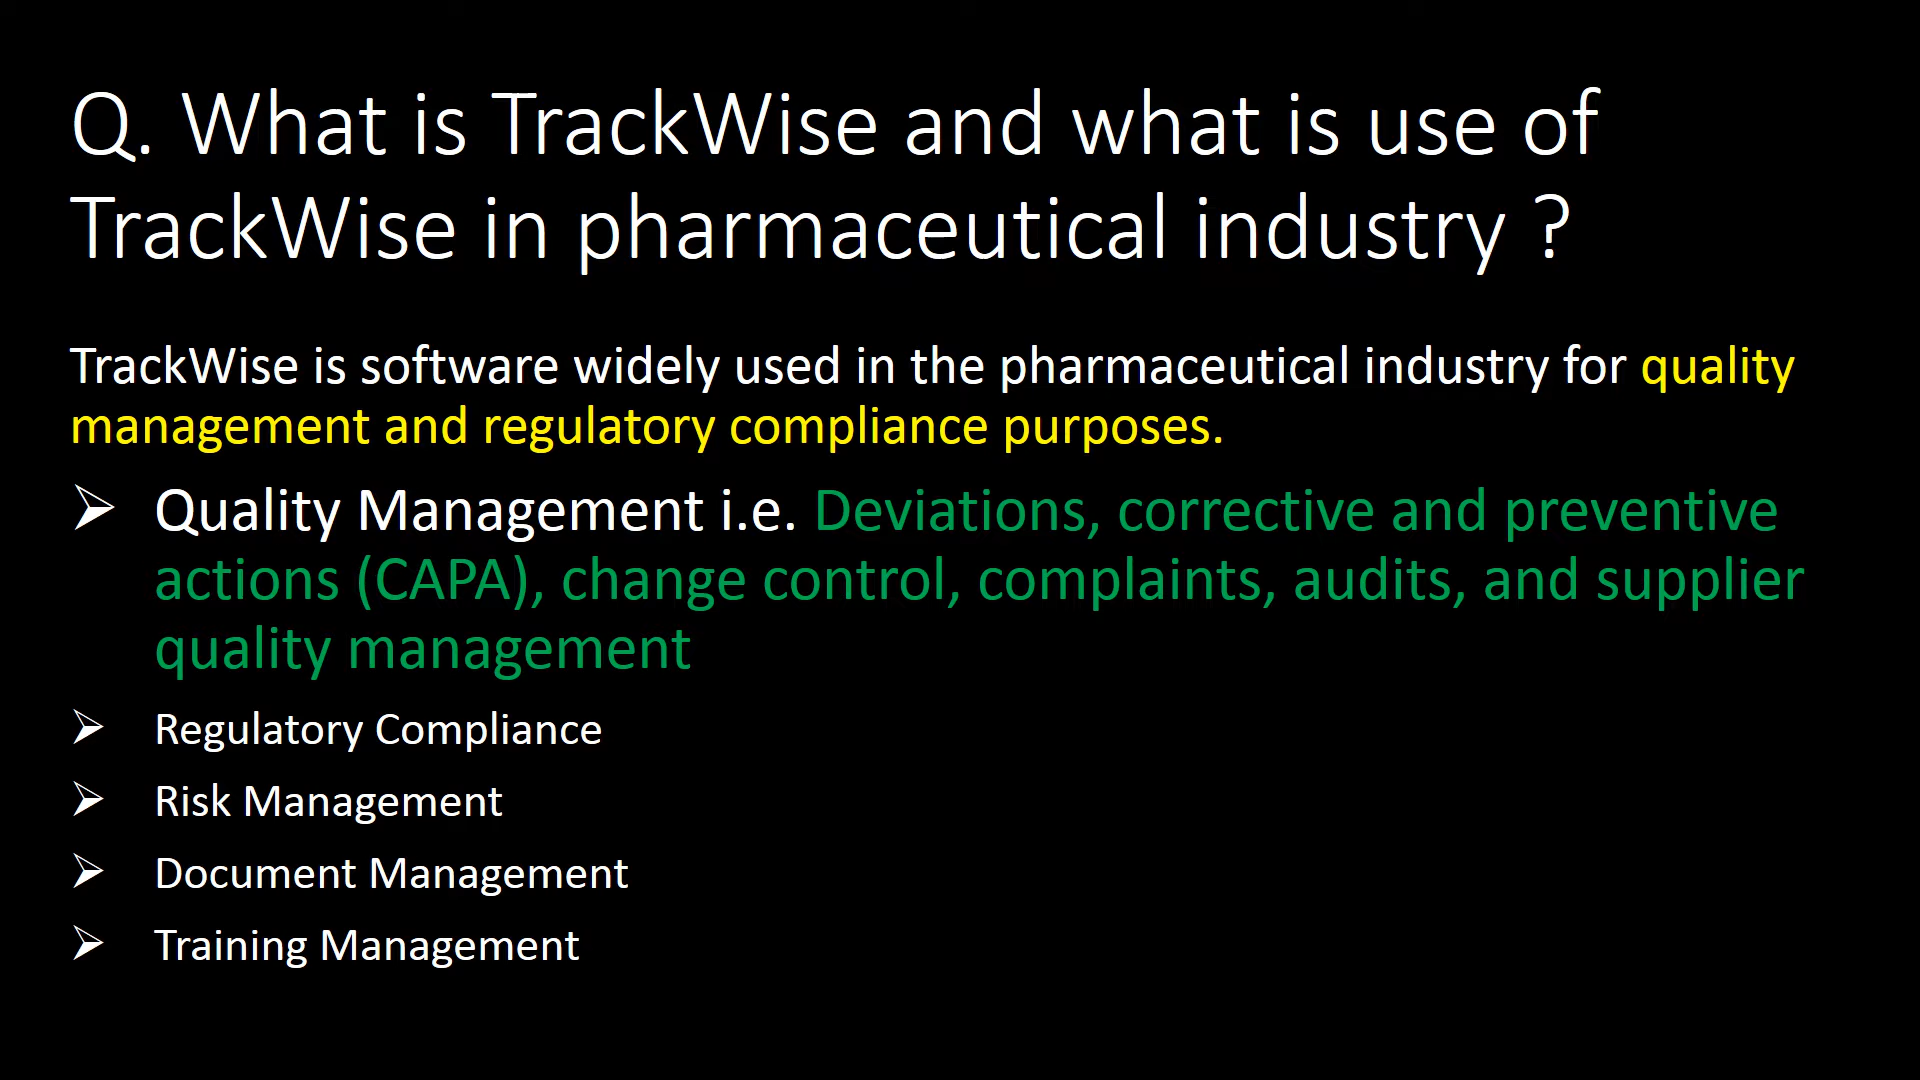 Q. What is TrackWise and what is use of
TrackWise in pharmaceutical industry ?
TrackWise is software widely used in the pharmaceutical industry for quality
management and regulatory compliance purposes.
➢ Quality Management i.e. Deviations, corrective and preventive
actions (CAPA), change control, complaints, audits, and supplier
quality management
➢ Regulatory Compliance
➢ Risk Management
➢ Document Management
➢ Training Management